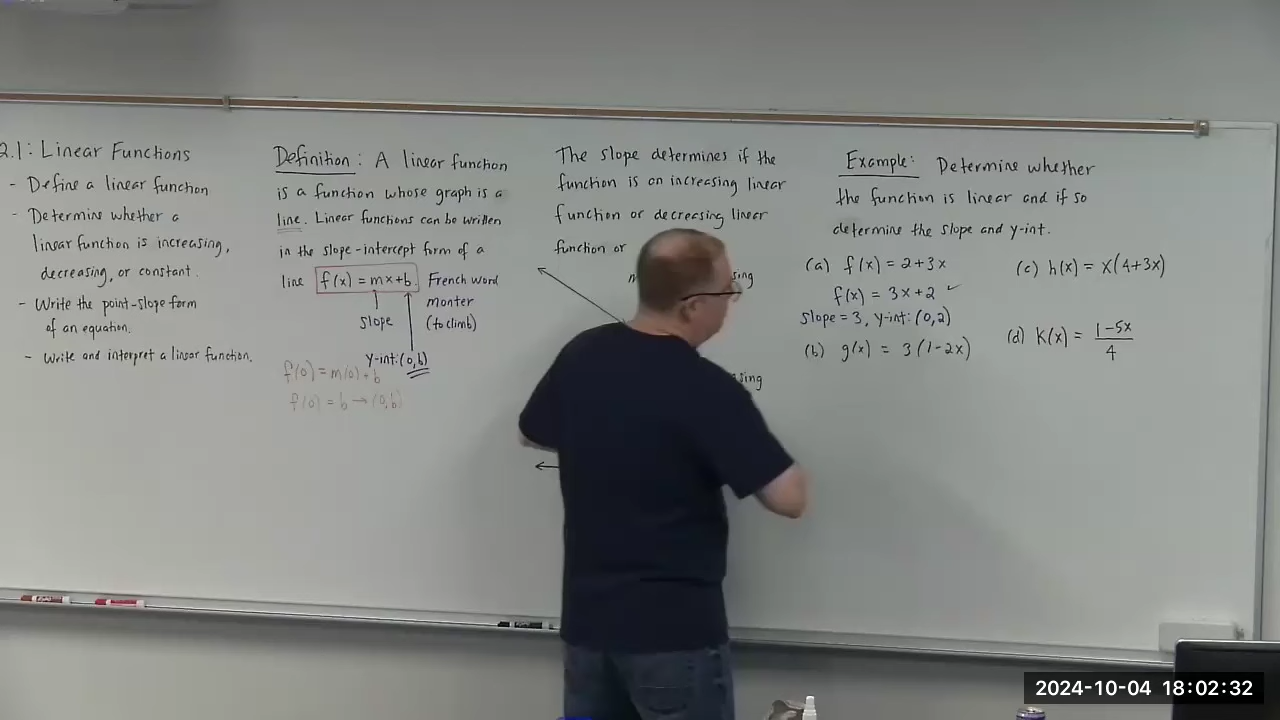 2.1: Linear Functions
- Define a linear function
- Determine whether a
linear function is increasing,
decreasing, or constant.
- Write the point-slope form
of an equation.
- Write and interpret a linear function.
Definition: A linear function
is a function whose graph is a
line. Linear functions can be written
in the slope-intercept form of a
line f(x) = mx+b. French word
monter
(to climb)
slope
y-int: (0,b)
f(0) = m(0) + b
f(0) = b → (0,b)
The slope determines if the
function is an increasing linear
function or decreasing linear
function or
Example: Determine whether
the function is linear and if so
determine the slope and y-int.
(a) f(x) = 2+3x
f(x) = 3x+2 ✓
slope = 3, y-int: (0,2)
(b) g(x) = 3(1-2x)
(c) h(x) = x(4+3x)
(d) K(x) = (1-5x)/4
2024-10-04 18:02:32